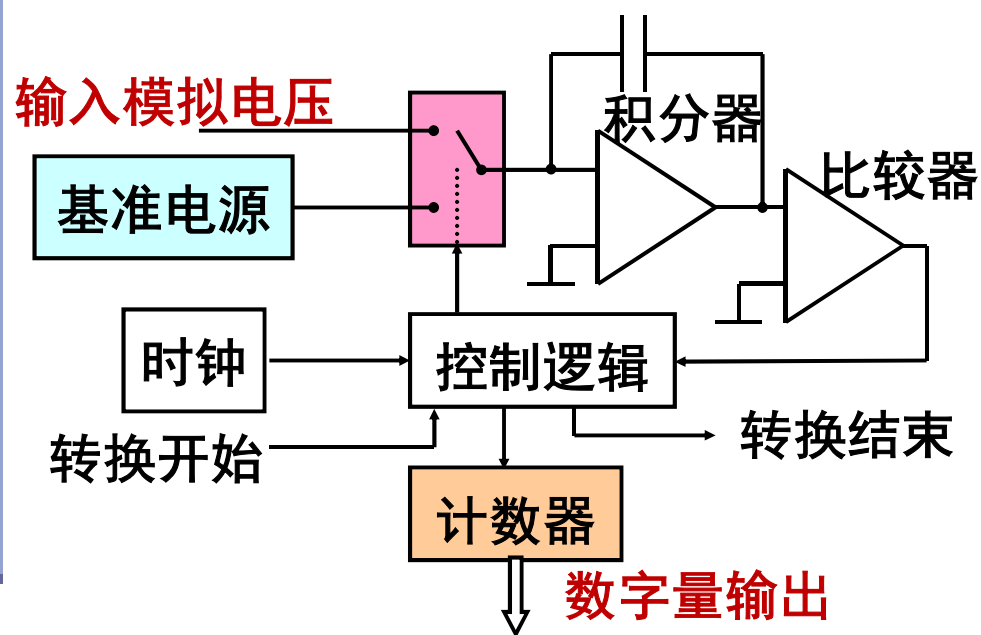 输入模拟电压
积分器
比较器
基准电源
时钟
控制逻辑
转换开始
转换结束
计数器
数字量输出